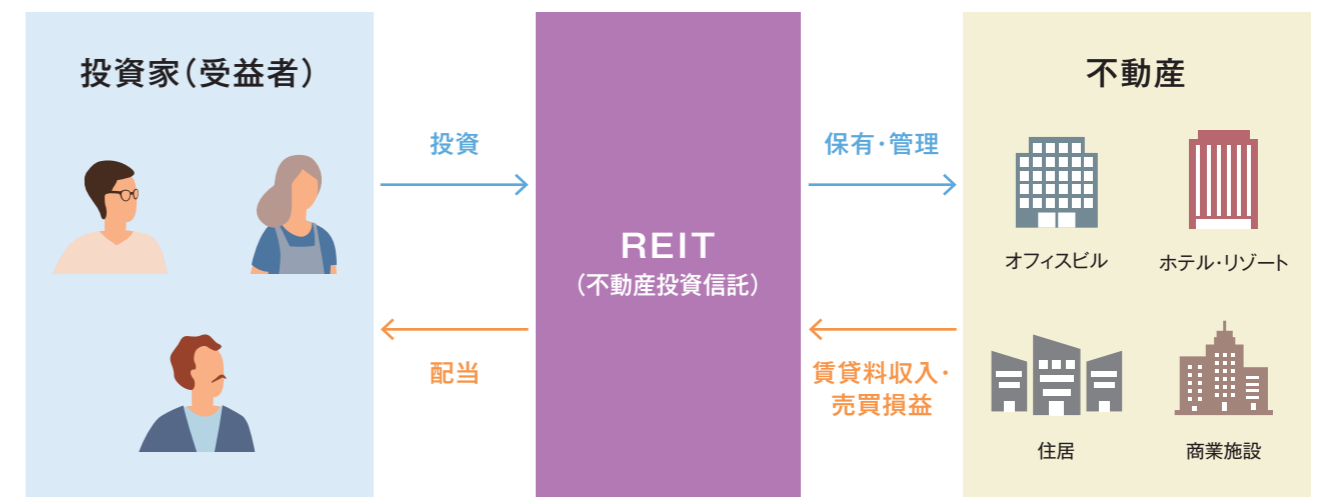 投資家（受益者）
投資
配当
REIT
（不動産投資信託）
保有・管理
賃貸料収入・
売買損益
不動産
オフィスビル
ホテル・リゾート
住居
商業施設